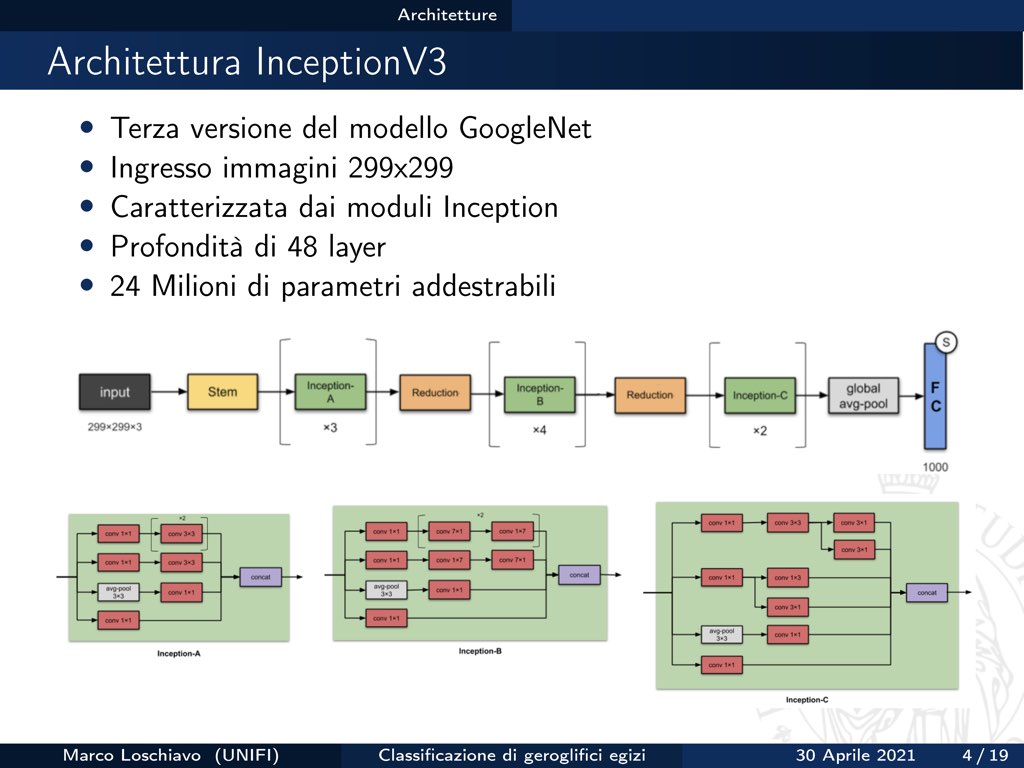 Architetture
Architettura InceptionV3
• Terza versione del modello GoogleNet
• Ingresso immagini 299x299
• Caratterizzata dai moduli Inception
• Profondità di 48 layer
• 24 Milioni di parametri addestrabili
input
299×299×3
Stem
Inception-
A
×3
Reduction
Inception-
B
×4
Reduction
Inception-C
×2
global
avg-pool
F
C
S
1000
×2
conv 1×1
conv 3×3
conv 1×1
conv 3×3
avg-pool
3×3
conv 1×1
conv 1×1
concat
Inception-A
×2
conv 1×1
conv 7×1
conv 1×7
conv 1×1
conv 1×7
conv 7×1
avg-pool
3×3
conv 1×1
conv 1×1
concat
Inception-B
conv 1×1
conv 3×3
conv 3×1
conv 3×1
conv 1×1
conv 1×3
conv 3×1
avg-pool
3×3
conv 1×1
conv 1×1
concat
Inception-C
Marco Loschiavo (UNIFI)
Classificazione di geroglifici egizi
30 Aprile 2021
4 / 19